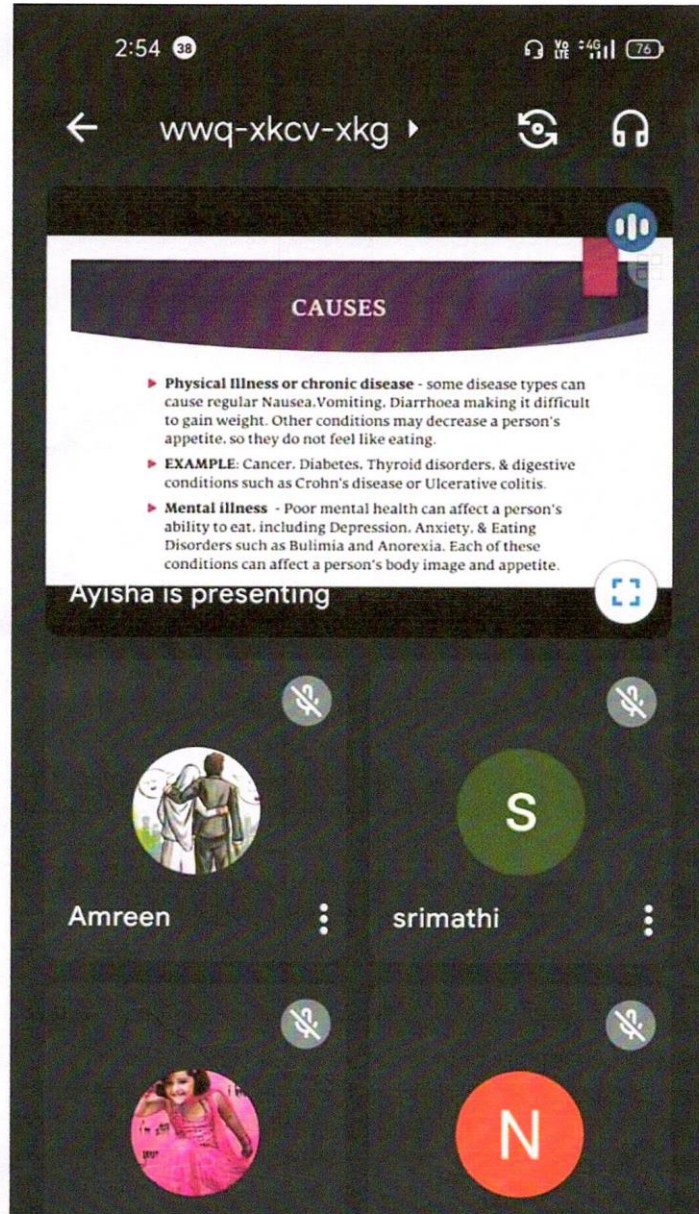 2:54 38 Vo LTE 4G 76
wwq-xkcv-xkg
CAUSES
Physical Illness or chronic disease - some disease types can
cause regular Nausea.Vomiting. Diarrhoea making it difficult
to gain weight. Other conditions may decrease a person's
appetite. so they do not feel like eating.
EXAMPLE: Cancer. Diabetes. Thyroid disorders. & digestive
conditions such as Crohn's disease or Ulcerative colitis.
Mental illness - Poor mental health can affect a person's
ability to eat. including Depression. Anxiety. & Eating
Disorders such as Bulimia and Anorexia. Each of these
conditions can affect a person's body image and appetite.
Ayisha is presenting
S
Amreen
srimathi
N